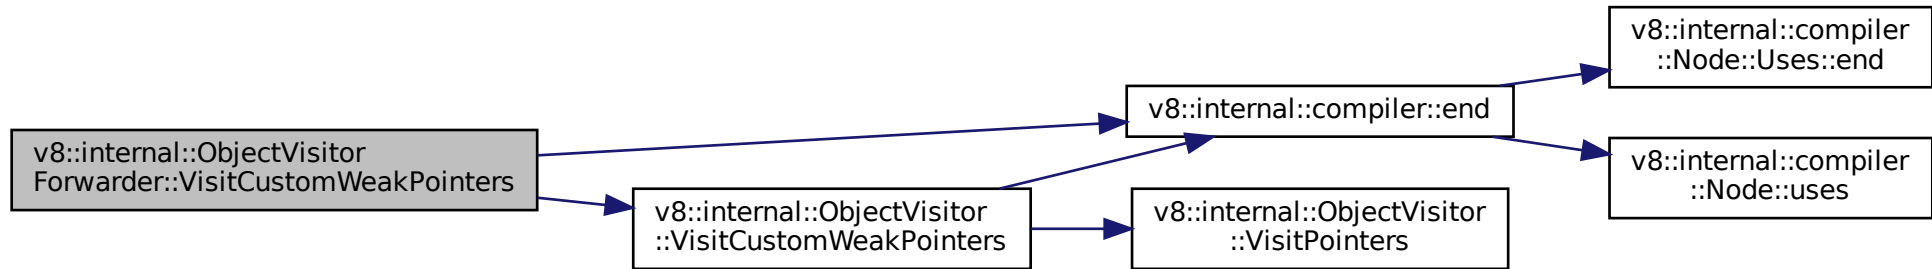 v8::internal::ObjectVisitor
Forwarder::VisitCustomWeakPointers
v8::internal::ObjectVisitor
::VisitCustomWeakPointers
v8::internal::compiler::end
v8::internal::ObjectVisitor
::VisitPointers
v8::internal::compiler
::Node::Uses::end
v8::internal::compiler
::Node::uses